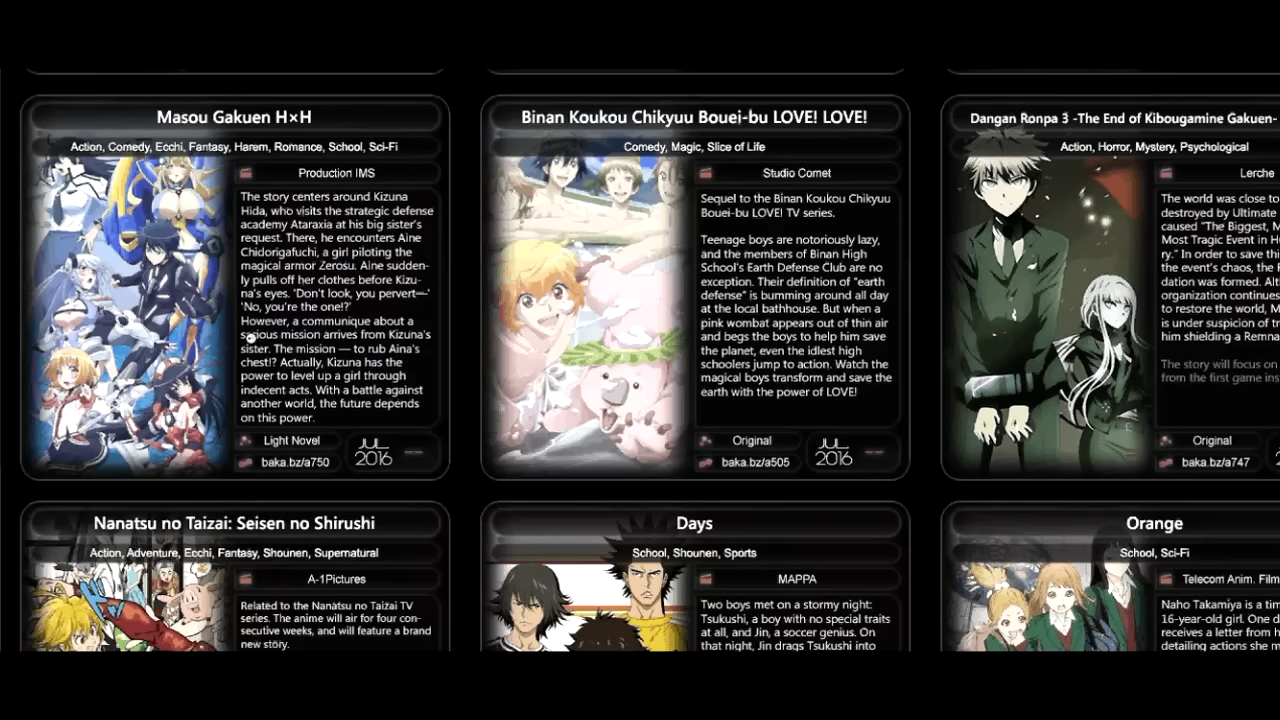 Masou Gakuen H×H
Action, Comedy, Ecchi, Fantasy, Harem, Romance, School, Sci-Fi
Production IMS
The story centers around Kizuna
Hida, who visits the strategic defense
academy Ataraxia at his big sister's
request. There, he encounters Aine
Chidorigafuchi, a girl piloting the
magical armor Zerosu. Aine sudden-
ly pulls off her clothes before Kizu-
na's eyes. 'Don't look, you pervert—'
'No, you're the one!?'
However, a communique about a
serious mission arrives from Kizuna's
sister. The mission — to rub Aina's
chest!? Actually, Kizuna has the
power to level up a girl through
indecent acts. With a battle against
another world, the future depends
on this power.
Light Novel
baka.bz/a750
JUL
2016
--
Binan Koukou Chikyuu Bouei-bu LOVE! LOVE!
Comedy, Magic, Slice of Life
Studio Comet
Sequel to the Binan Koukou Chikyuu
Bouei-bu LOVE! TV series.
Teenage boys are notoriously lazy,
and the members of Binan High
School's Earth Defense Club are no
exception. Their definition of "earth
defense" is bumming around all day
at the local bathhouse. But when a
pink wombat appears out of thin air
and begs the boys to help him save
the planet, even the idlest high
schoolers jump to action. Watch the
magical boys transform and save the
earth with the power of LOVE!
Original
baka.bz/a505
JUL
2016
--
Dangan Ronpa 3 -The End of Kibougamine Gakuen-
Action, Horror, Mystery, Psychological
Lerche
The world was close to
destroyed by Ultimate
caused "The Biggest, M
Most Tragic Event in H
ry." In order to save thi
the event's chaos, the
dation was formed. Alt
organization continues
to restore the world, M
is under suspicion of tr
him shielding a Remna
The story will focus on
from the first game ins
Original
baka.bz/a747
Nanatsu no Taizai: Seisen no Shirushi
Action, Adventure, Ecchi, Fantasy, Shounen, Supernatural
A-1Pictures
Related to the Nanatsu no Taizai TV
series. The anime will air for four con-
secutive weeks, and will feature a brand
new story.
Days
School, Shounen, Sports
MAPPA
Two boys met on a stormy night:
Tsukushi, a boy with no special traits
at all, and Jin, a soccer genius. On
that night, Jin drags Tsukushi into
Orange
School, Sci-Fi
Telecom Anim. Film
Naho Takamiya is a tim
16-year-old girl. One d
receives a letter from h
detailing actions she m